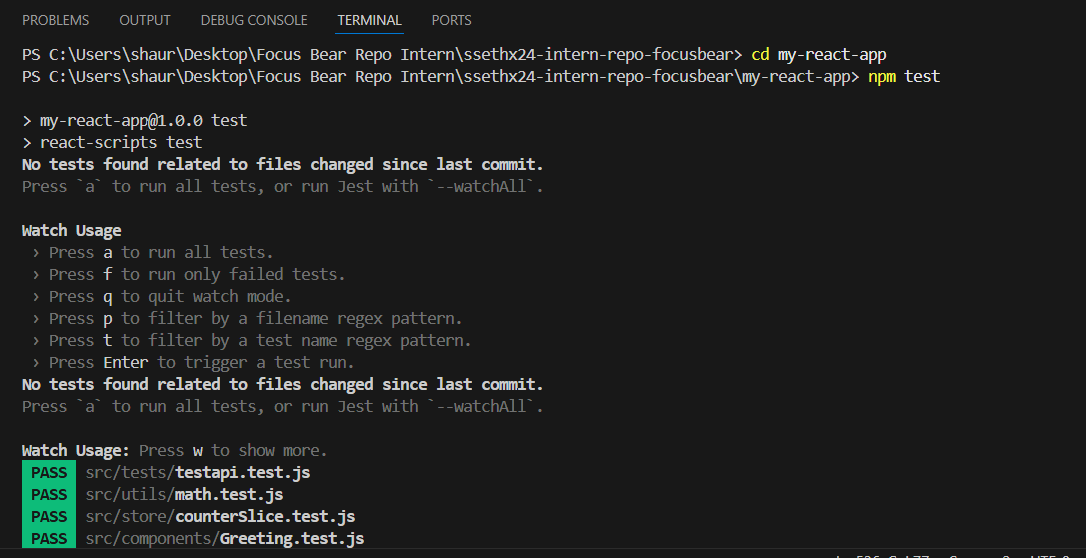 PROBLEMS OUTPUT DEBUG CONSOLE TERMINAL PORTS
PS C:\Users\shaur\Desktop\Focus Bear Repo Intern\ssethx24-intern-repo-focusbear> cd my-react-app
PS C:\Users\shaur\Desktop\Focus Bear Repo Intern\ssethx24-intern-repo-focusbear\my-react-app> npm test
> my-react-app@1.0.0 test
> react-scripts test
No tests found related to files changed since last commit.
Press `a` to run all tests, or run Jest with `--watchAll`.
Watch Usage
› Press a to run all tests.
› Press f to run only failed tests.
› Press q to quit watch mode.
› Press p to filter by a filename regex pattern.
› Press t to filter by a test name regex pattern.
› Press Enter to trigger a test run.
No tests found related to files changed since last commit.
Press `a` to run all tests, or run Jest with `--watchAll`.
Watch Usage: Press w to show more.
PASS src/tests/testapi.test.js
PASS src/utils/math.test.js
PASS src/store/counterSlice.test.js
PASS src/components/Greeting.test.js